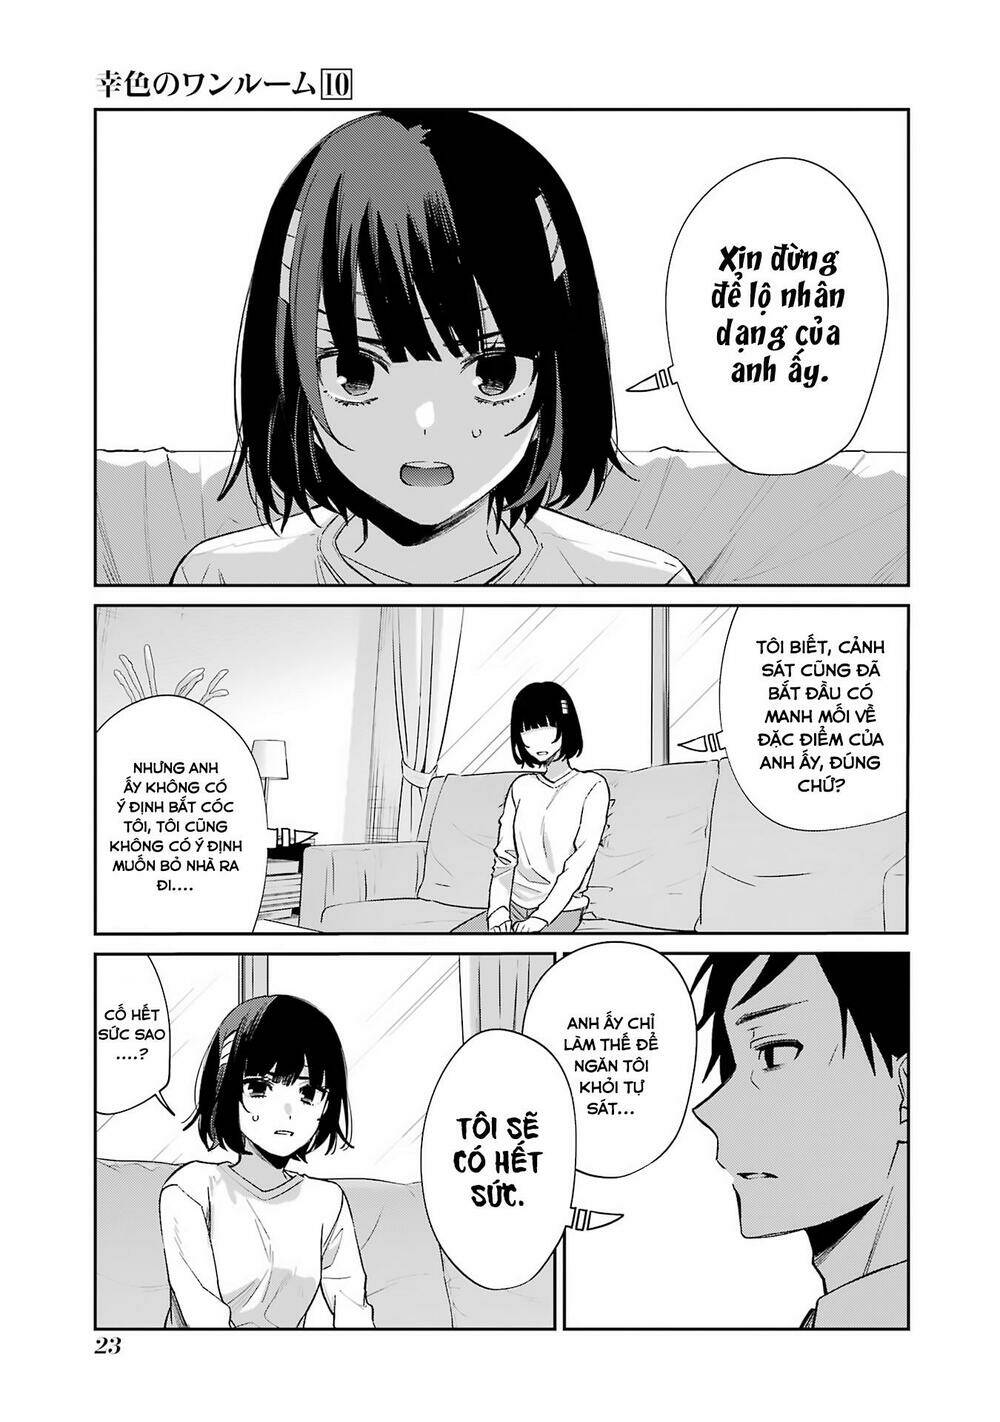 幸色のワンルーム10
Xin đừng
để lộ nhân
dạng của
anh ấy.
TÔI BIẾT, CẢNH
SÁT CŨNG ĐÃ
BẮT ĐẦU CÓ
MANH MỐI VỀ
ĐẶC ĐIỂM CỦA
ANH ẤY, ĐÚNG
CHỨ?
NHƯNG ANH
ẤY KHÔNG CÓ
Ý ĐỊNH BẮT CÓC
TÔI, TÔI CŨNG
KHÔNG CÓ Ý ĐỊNH
MUỐN BỎ NHÀ RA
ĐI....
ANH ẤY CHỈ
LÀM THẾ ĐỂ
NGĂN TÔI
KHỎI TỰ
SÁT...
TÔI SẼ
CÓ HẾT
SỨC.
CỐ HẾT
SỨC SAO
....?
23